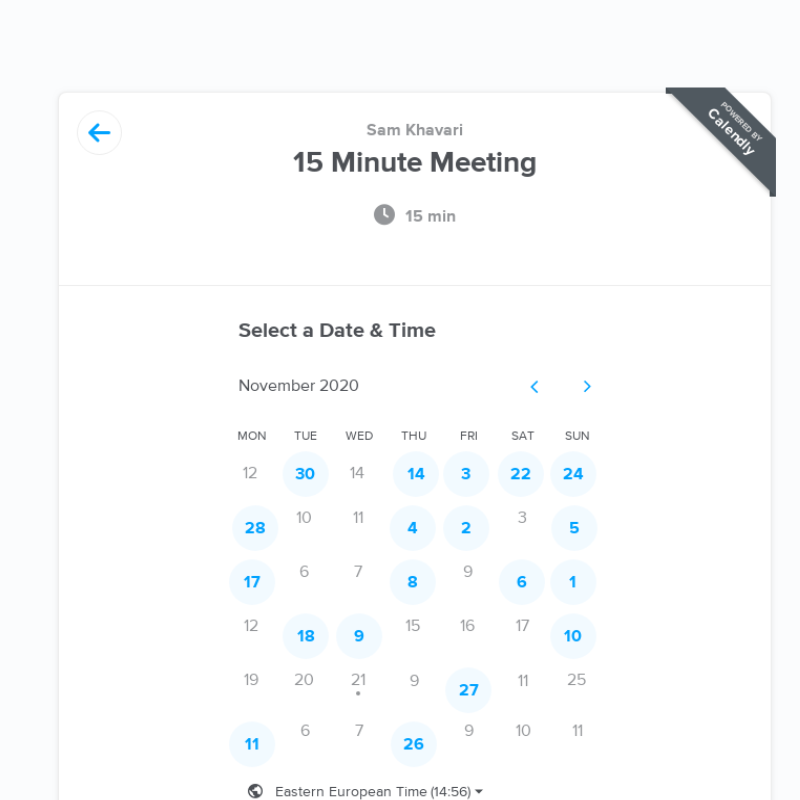 POWERED BY
Calendly
Sam Khavari
15 Minute Meeting
15 min
Select a Date & Time
November 2020
MON TUE WED THU FRI SAT SUN
12 30 14 14 3 22 24
28 10 11 4 2 3 5
17 6 7 8 9 6 1
12 18 9 15 16 17 10
19 20 21 9 27 11 25
11 6 7 26 9 10 11
Eastern European Time (14:56)